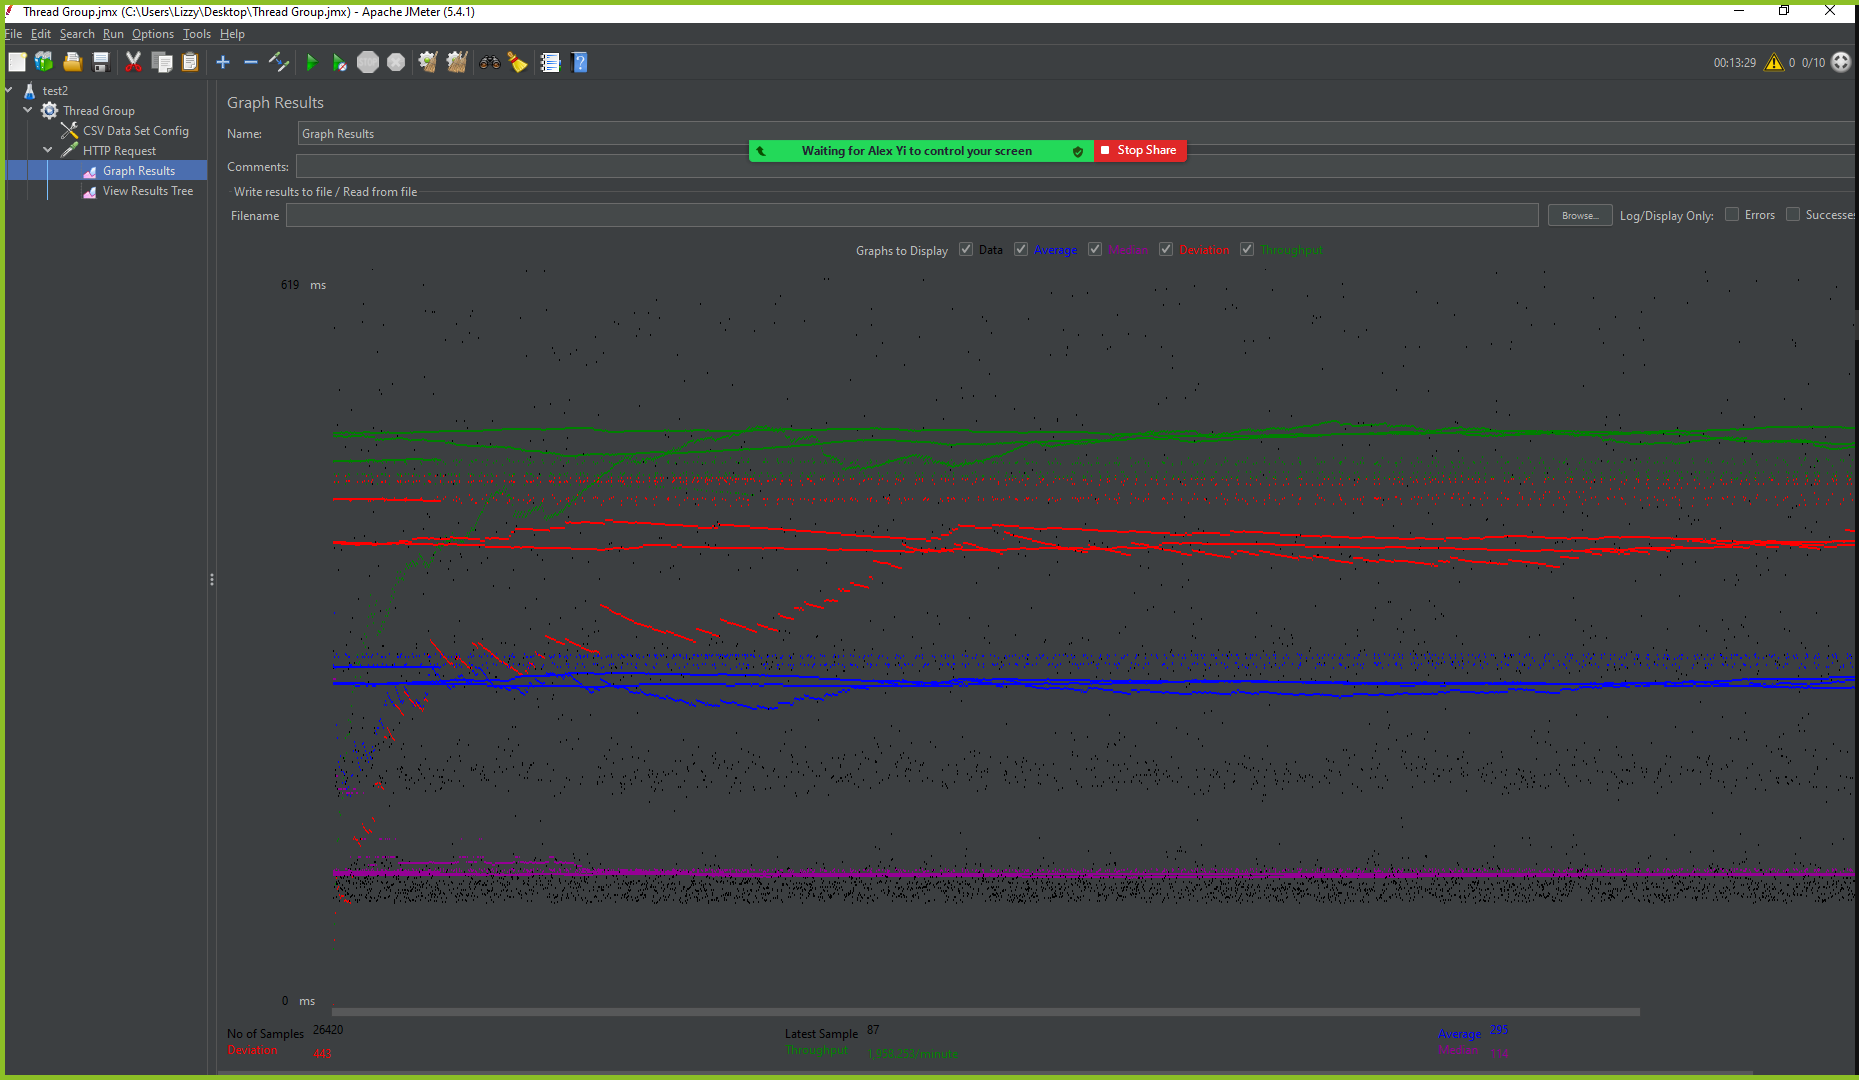 Thread Group.jmx (C:\Users\Lizzy\Desktop\Thread Group.jmx) - Apache JMeter (5.4.1)
File Edit Search Run Options Tools Help
STOP
00:13:29 0 0/10
test2
Thread Group
CSV Data Set Config
HTTP Request
Graph Results
View Results Tree
Graph Results
Name: Graph Results
Waiting for Alex Yi to control your screen Stop Share
Comments:
Write results to file / Read from file
Filename Browse... Log/Display Only: Errors Successes
Graphs to Display Data Average Median Deviation Throughput
619 ms
0 ms
No of Samples 26420 Latest Sample 87 Average 295
Deviation 443 Throughput 1,958.253/minute Median